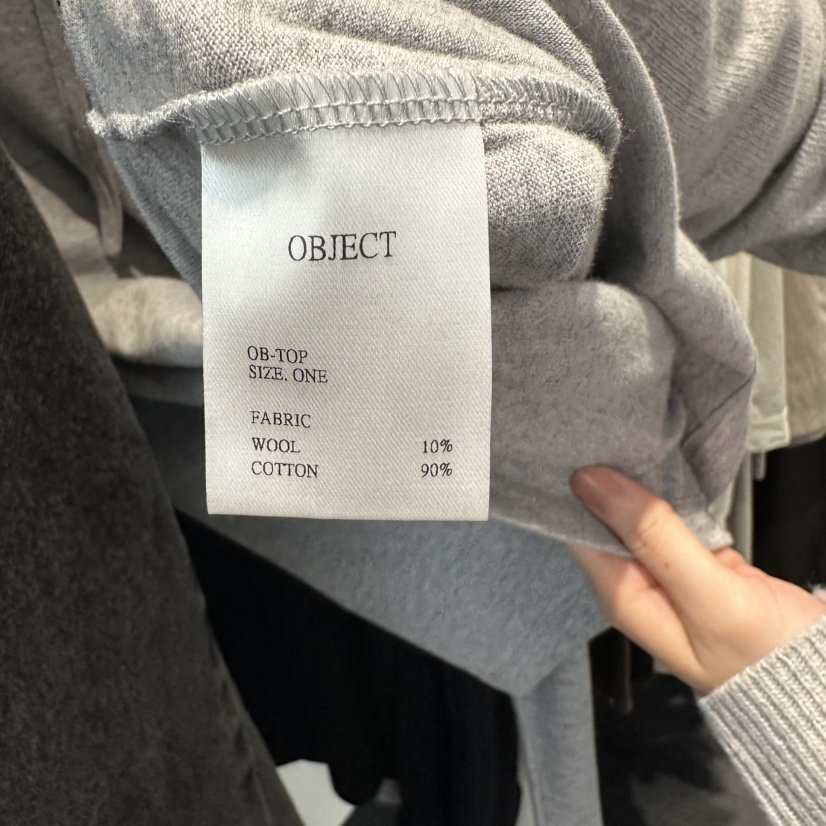 OBJECT
OB-TOP
SIZE. ONE
FABRIC
WOOL 10%
COTTON 90%